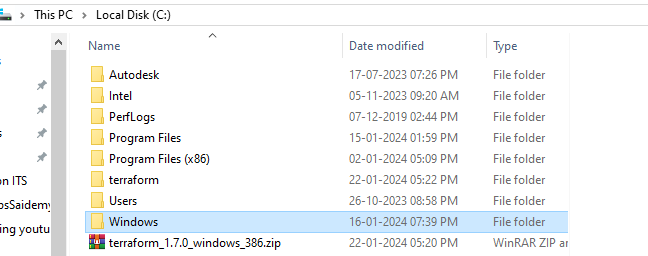 This PC > Local Disk (C:)
Name Date modified Type
Autodesk 17-07-2023 07:26 PM File folder
Intel 05-11-2023 09:20 AM File folder
PerfLogs 07-12-2019 02:44 PM File folder
Program Files 15-01-2024 01:59 PM File folder
Program Files (x86) 02-01-2024 05:09 PM File folder
terraform 22-01-2024 05:22 PM File folder
on ITS
Users 26-10-2023 08:58 PM File folder
osSaidemy
Windows 16-01-2024 07:39 PM File folder
ing youtu
terraform_1.7.0_windows_386.zip 22-01-2024 05:20 PM WinRAR ZIP ar